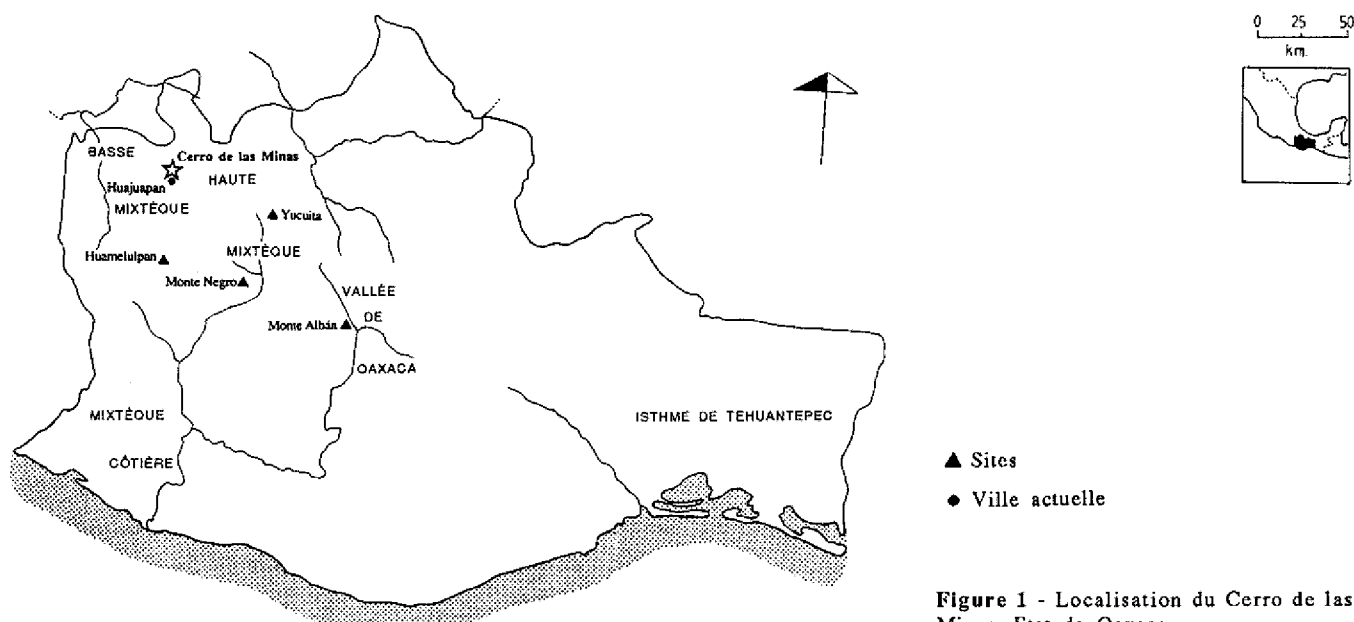 0 25 50
km.
BASSE
Cerro de las Minas
HAUTE
Huajuapan
MIXTÈQUE
Yucuita
Huamelulpan
MIXTÈQUE
Monte Negro
VALLÉE
Monte Albán
DE
OAXACA
MIXTÈQUE
ISTHME DE TEHUANTEPEC
CÔTIÈRE
Sites
Ville actuelle
Figure 1 - Localisation du Cerro de las